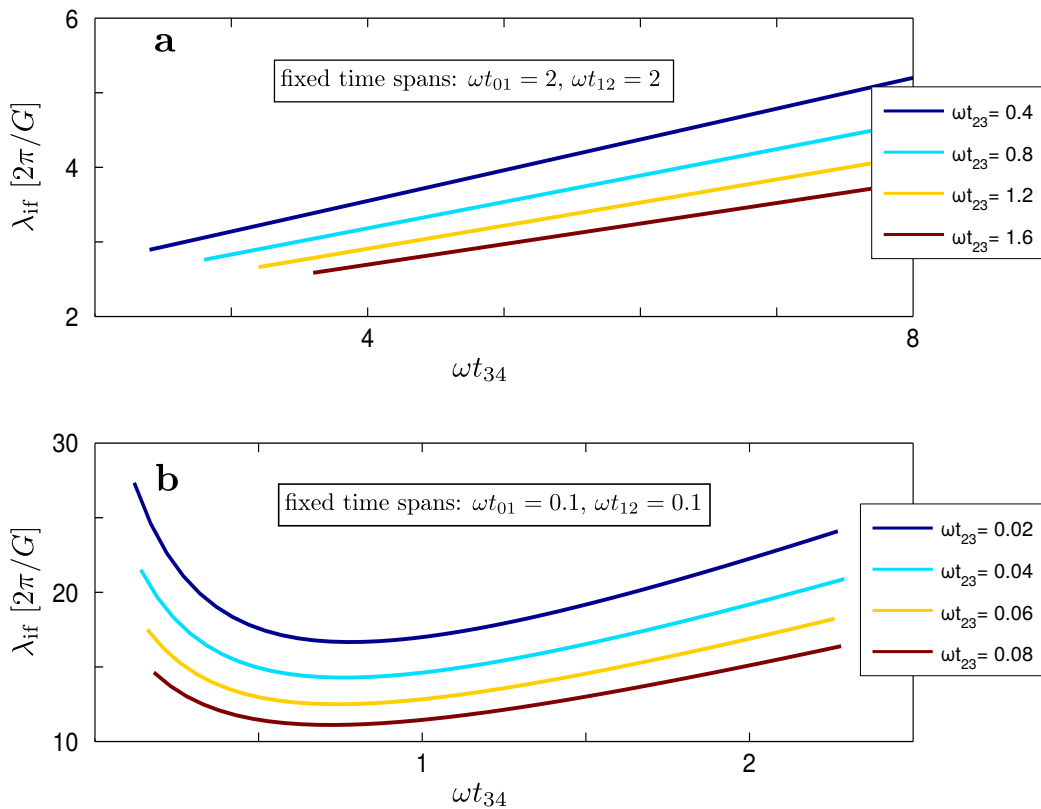 6
a
fixed time spans: ωt₀₁ = 2, ωt₁₂ = 2
ωt₂₃= 0.4
ωt₂₃= 0.8
ωt₂₃= 1.2
ωt₂₃= 1.6
4
λ_if [2π/G]
2
4
8
ωt₃₄
30
b
fixed time spans: ωt₀₁ = 0.1, ωt₁₂ = 0.1
ωt₂₃= 0.02
ωt₂₃= 0.04
ωt₂₃= 0.06
ωt₂₃= 0.08
20
λ_if [2π/G]
10
1
2
ωt₃₄